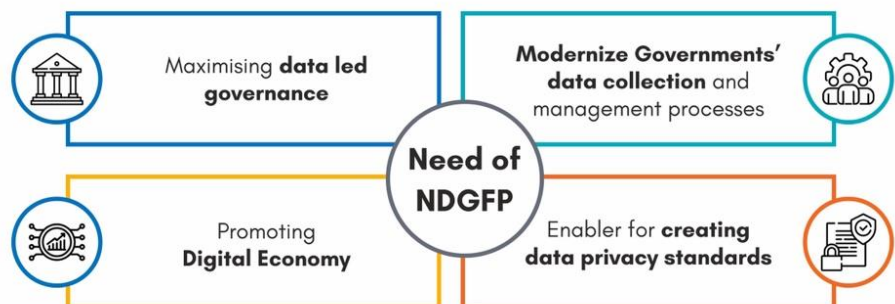 Maximising data led
governance
Modernize Governments'
data collection and
management processes
Need of
NDGFP
Promoting
Digital Economy
Enabler for creating
data privacy standards